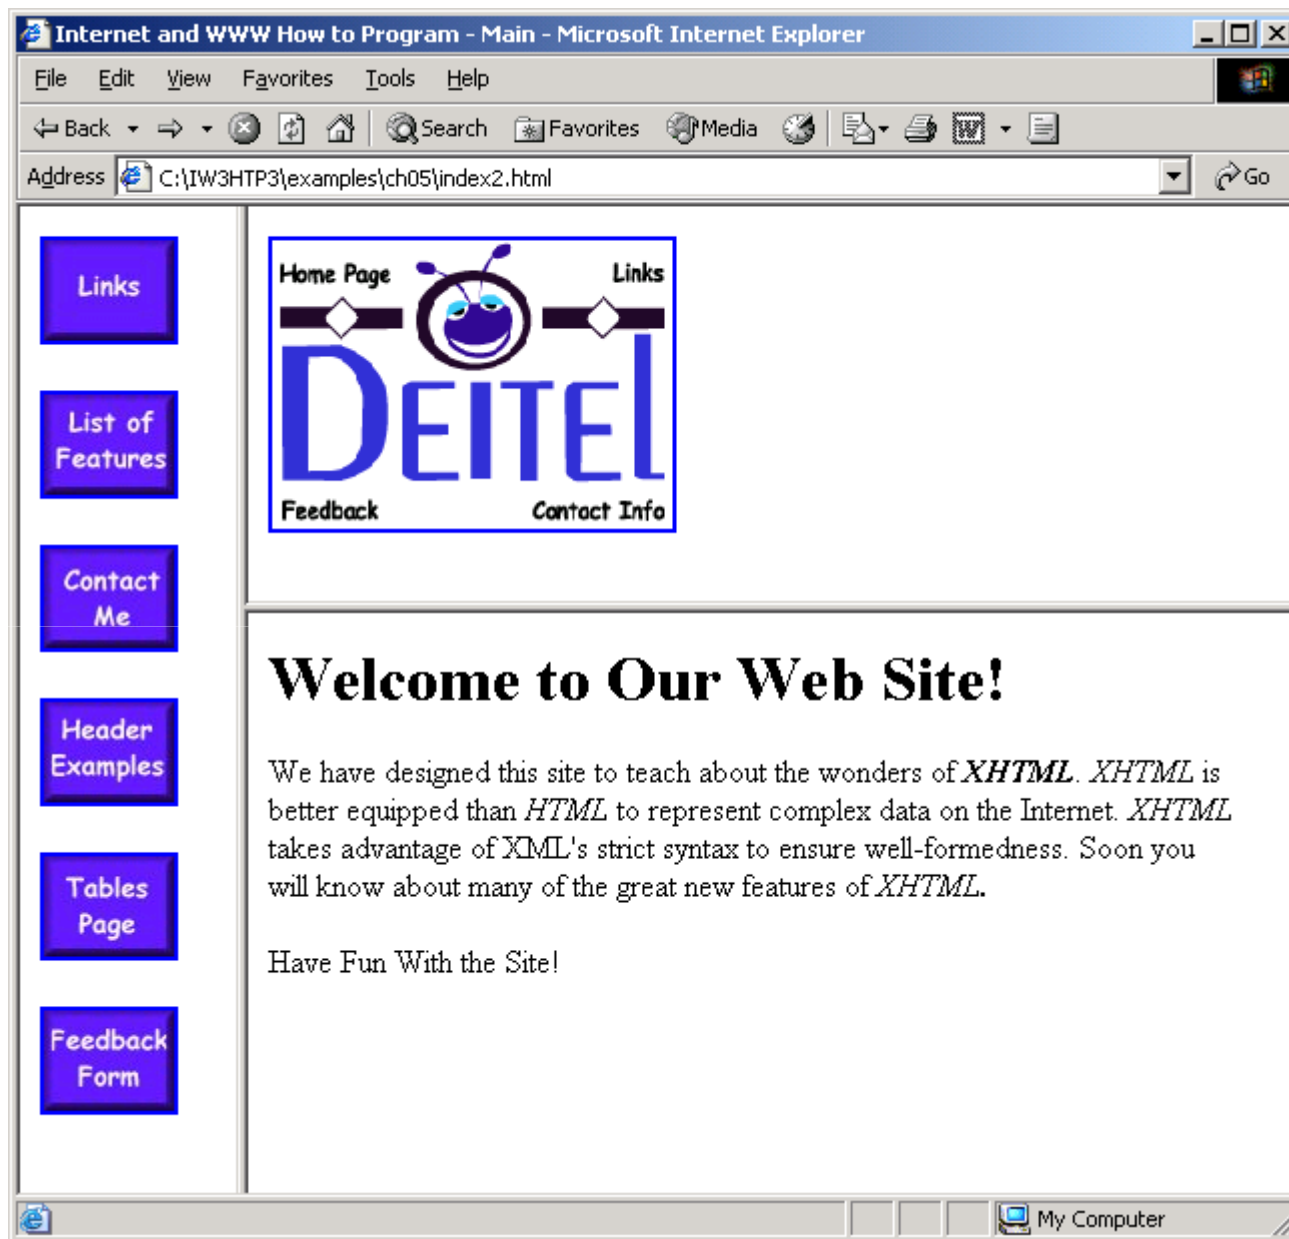 Internet and WWW How to Program - Main - Microsoft Internet Explorer
File Edit View Favorites Tools Help
Back Search Favorites Media
Address C:\IW3HTP3\examples\ch05\index2.html Go
Links
List of
Features
Contact
Me
Header
Examples
Tables
Page
Feedback
Form
Home Page Links
DEITEL
Feedback Contact Info
Welcome to Our Web Site!
We have designed this site to teach about the wonders of XHTML. XHTML is
better equipped than HTML to represent complex data on the Internet. XHTML
takes advantage of XML's strict syntax to ensure well-formedness. Soon you
will know about many of the great new features of XHTML.
Have Fun With the Site!
My Computer